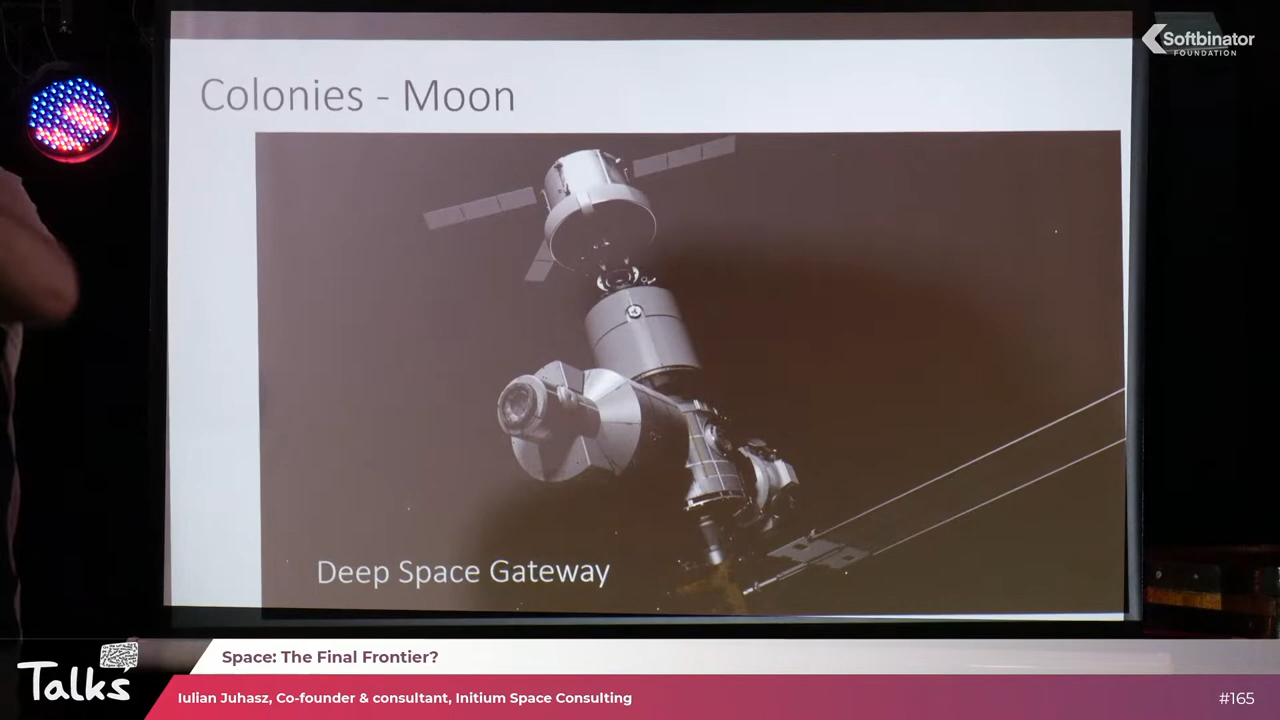 Softbinator
FOUNDATION
Colonies - Moon
Deep Space Gateway
Talks
Space: The Final Frontier?
Iulian Juhasz, Co-founder & consultant, Initium Space Consulting
#165